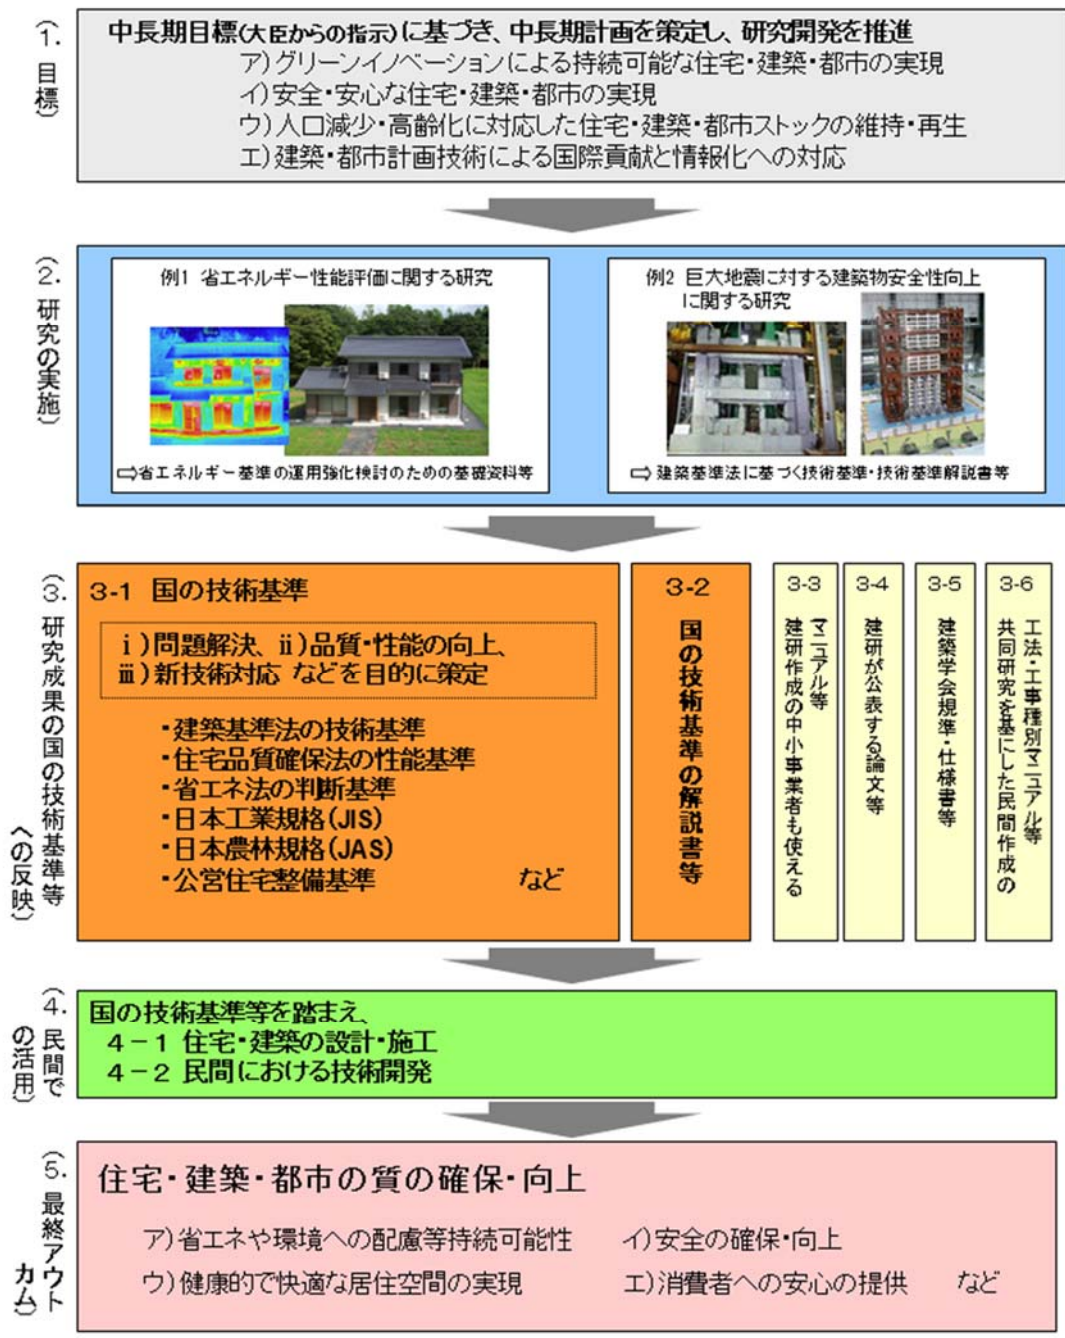 （1．目標）
中長期目標(大臣からの指示)に基づき、中長期計画を策定し、研究開発を推進
ア)グリーンイノベーションによる持続可能な住宅・建築・都市の実現
イ)安全・安心な住宅・建築・都市の実現
ウ)人口減少・高齢化に対応した住宅・建築・都市ストックの維持・再生
エ)建築・都市計画技術による国際貢献と情報化への対応
（2．研究の実施）
例1 省エネルギー性能評価に関する研究
⇨省エネルギー基準の運用強化検討のための基礎資料等
例2 巨大地震に対する建築物安全性向上
に関する研究
⇨ 建築基準法に基づく技術基準・技術基準解説書等
（3．研究成果の国の技術基準等
への反映）
3-1 国の技術基準
ⅰ)問題解決、ⅱ)品質・性能の向上、
ⅲ)新技術対応 などを目的に策定
・建築基準法の技術基準
・住宅品質確保法の性能基準
・省エネ法の判断基準
・日本工業規格(JIS)
・日本農林規格(JAS)
・公営住宅整備基準 など
3-2
国の技術基準の解説書等
3-3
マニュアル等
建研作成の中小事業者も使える
3-4
建研が公表する論文等
3-5
建築学会規準・仕様書等
3-6
工法・工事種別マニュアル等
共同研究を基にした民間作成の
（4．民間で
の活用）
国の技術基準等を踏まえ、
4－1 住宅・建築の設計・施工
4－2 民間における技術開発
（5．最終アウト
カム）
住宅・建築・都市の質の確保・向上
ア)省エネや環境への配慮等持続可能性 イ)安全の確保・向上
ウ)健康的で快適な居住空間の実現 エ)消費者への安心の提供 など